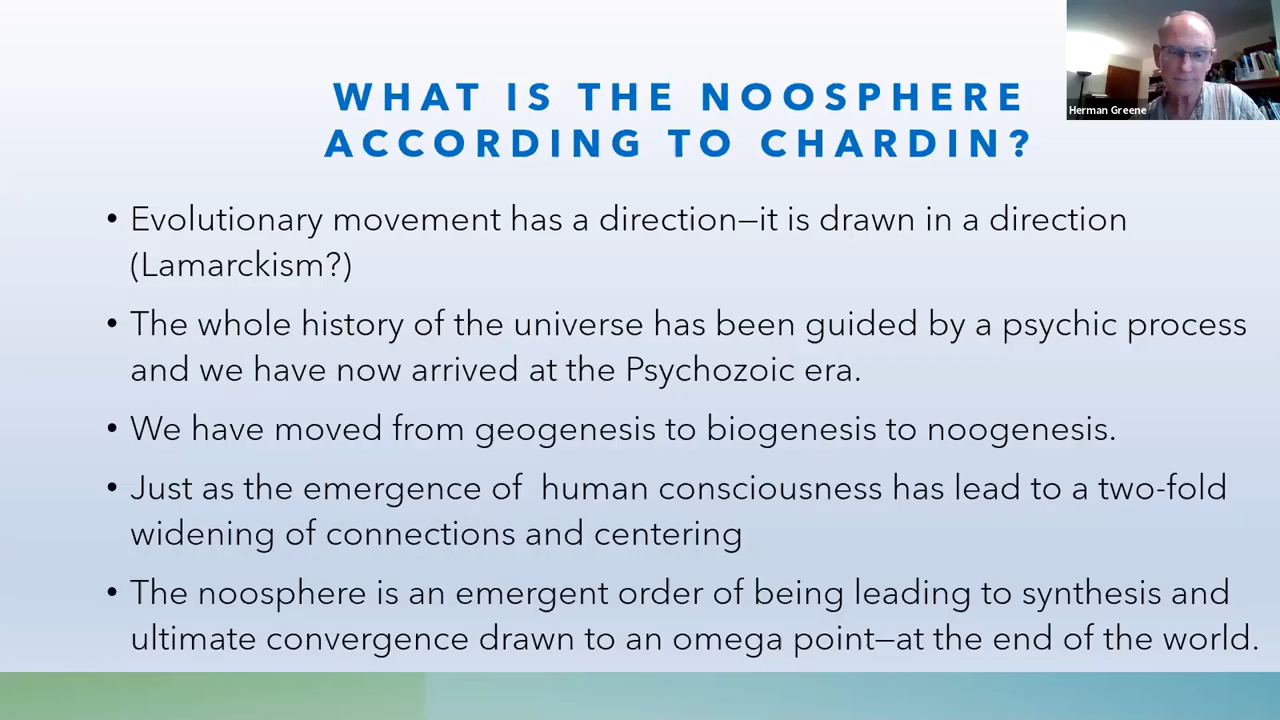 WHAT IS THE NOOSPHERE
ACCORDING TO CHARDIN?
Herman Greene
• Evolutionary movement has a direction—it is drawn in a direction
(Lamarckism?)
• The whole history of the universe has been guided by a psychic process
and we have now arrived at the Psychozoic era.
• We have moved from geogenesis to biogenesis to noogenesis.
• Just as the emergence of  human consciousness has lead to a two-fold
widening of connections and centering
• The noosphere is an emergent order of being leading to synthesis and
ultimate convergence drawn to an omega point—at the end of the world.